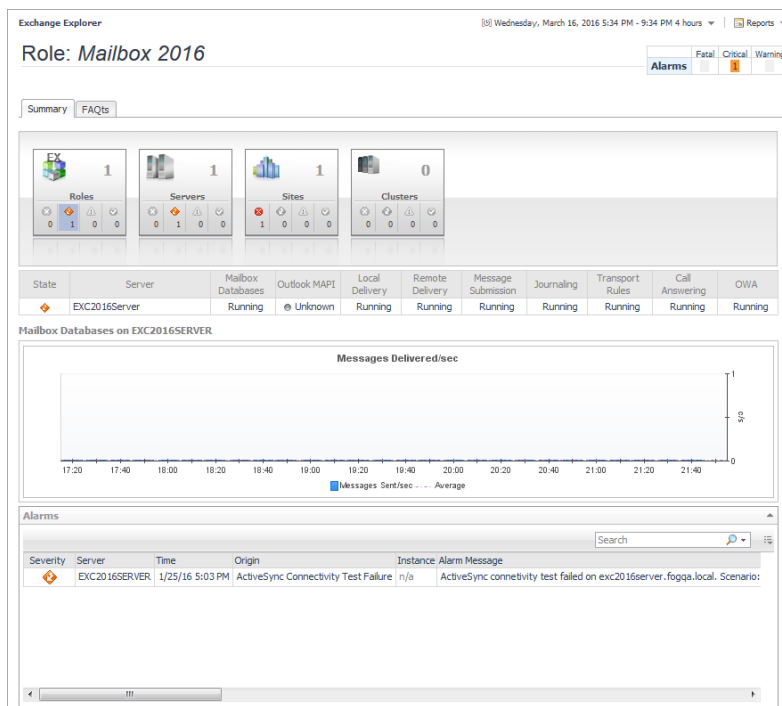 Exchange Explorer
Wednesday, March 16, 2016 5:34 PM - 9:34 PM 4 hours
Reports
Role: Mailbox 2016
Fatal Critical Warning
Alarms 1
Summary FAQts
EX
1 1 1 0
Roles Servers Sites Clusters
0 1 0 0 0 1 0 0 1 0 0 0 0 0 0 0
State Server Mailbox Databases Outlook MAPI Local Delivery Remote Delivery Message Submission Journaling Transport Rules Call Answering OWA
EXC2016Server Running Unknown Running Running Running Running Running Running Running
Mailbox Databases on EXC2016SERVER
Messages Delivered/sec
1
c/s
0
17:20 17:40 18:00 18:20 18:40 19:00 19:20 19:40 20:00 20:20 20:40 21:00 21:20 21:40
Messages Sent/sec Average
Alarms
Search
Severity Server Time Origin Instance Alarm Message
EXC2016SERVER 1/25/16 5:03 PM ActiveSync Connectivity Test Failure n/a ActiveSync connetivity test failed on exc2016server.fogqa.local. Scenario: